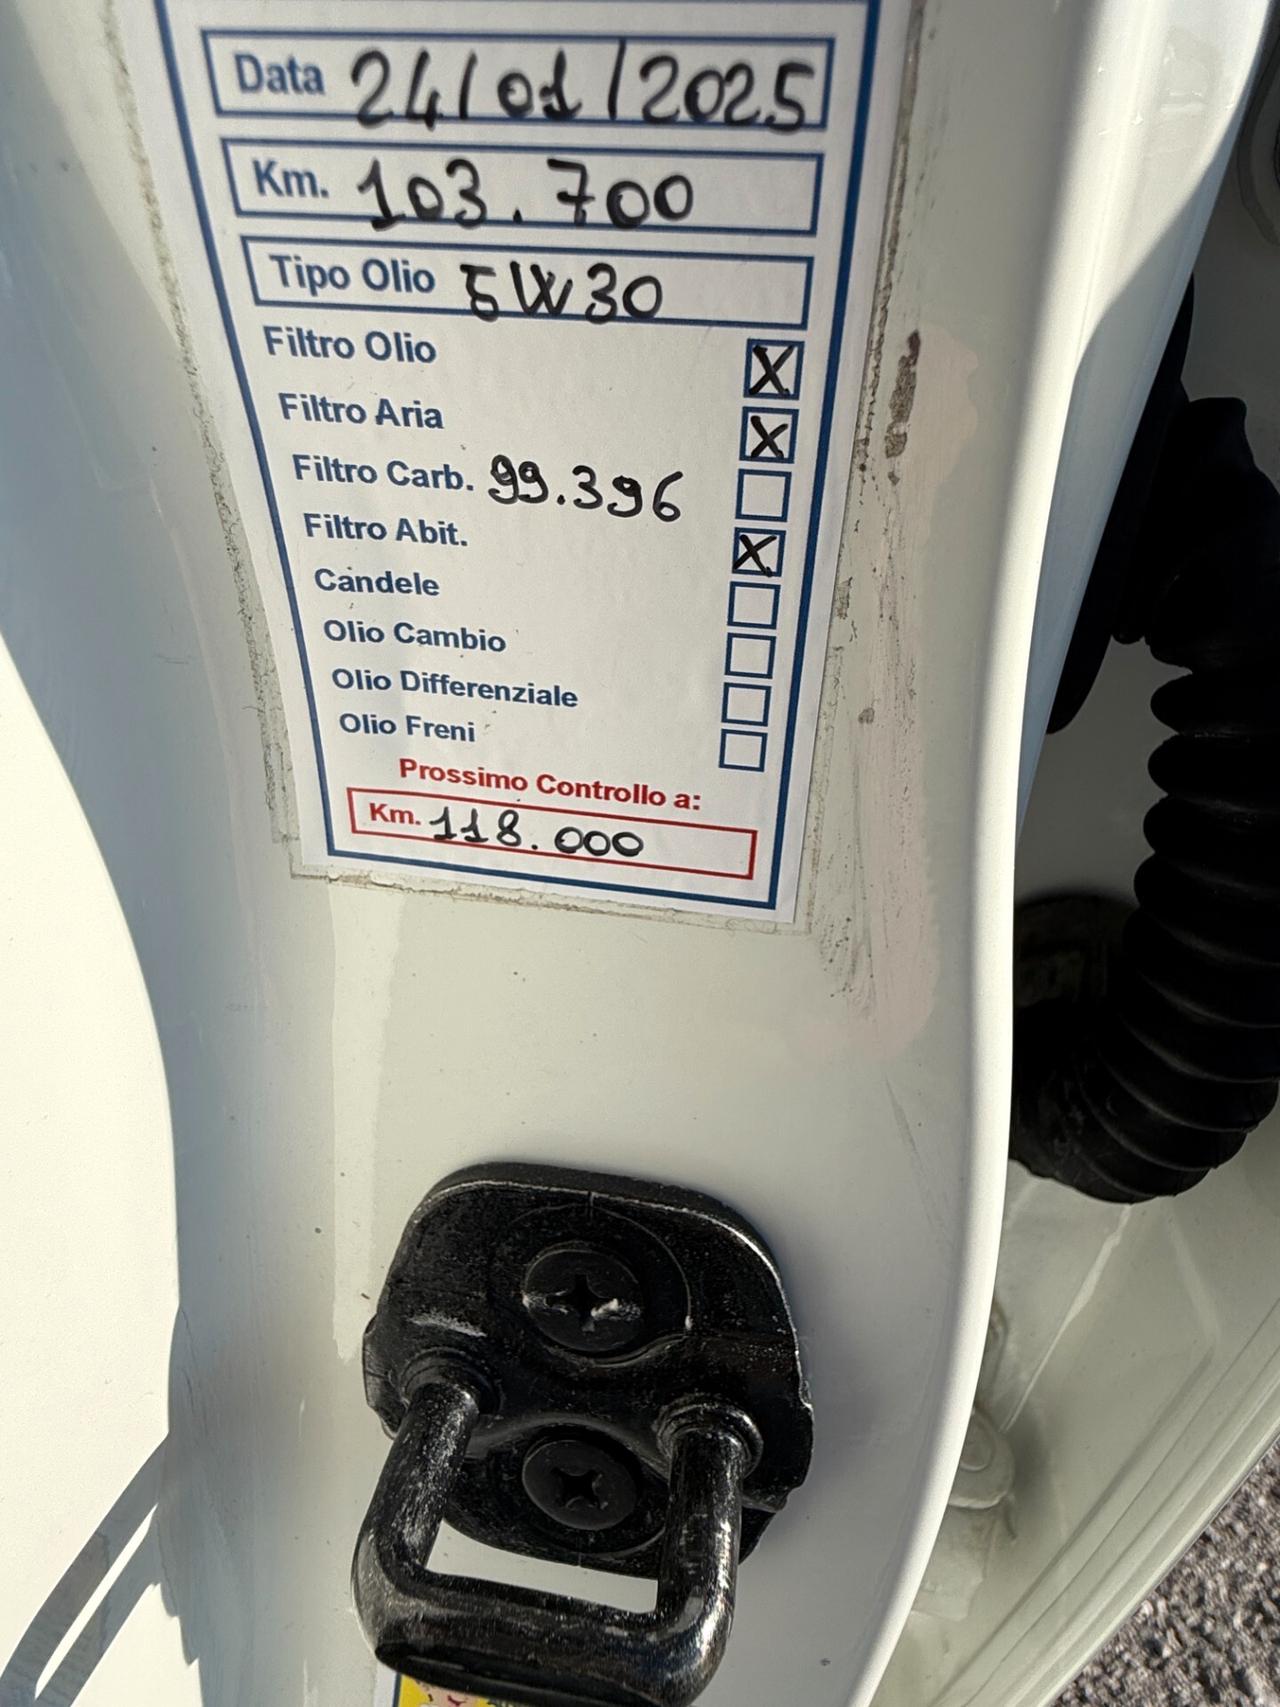 Data 24/01/2025
Km. 103.700
Tipo Olio 5W30
Filtro Olio X
Filtro Aria X
Filtro Carb. 99.396
Filtro Abit. X
Candele
Olio Cambio
Olio Differenziale
Olio Freni
Prossimo Controllo a:
Km. 118.000